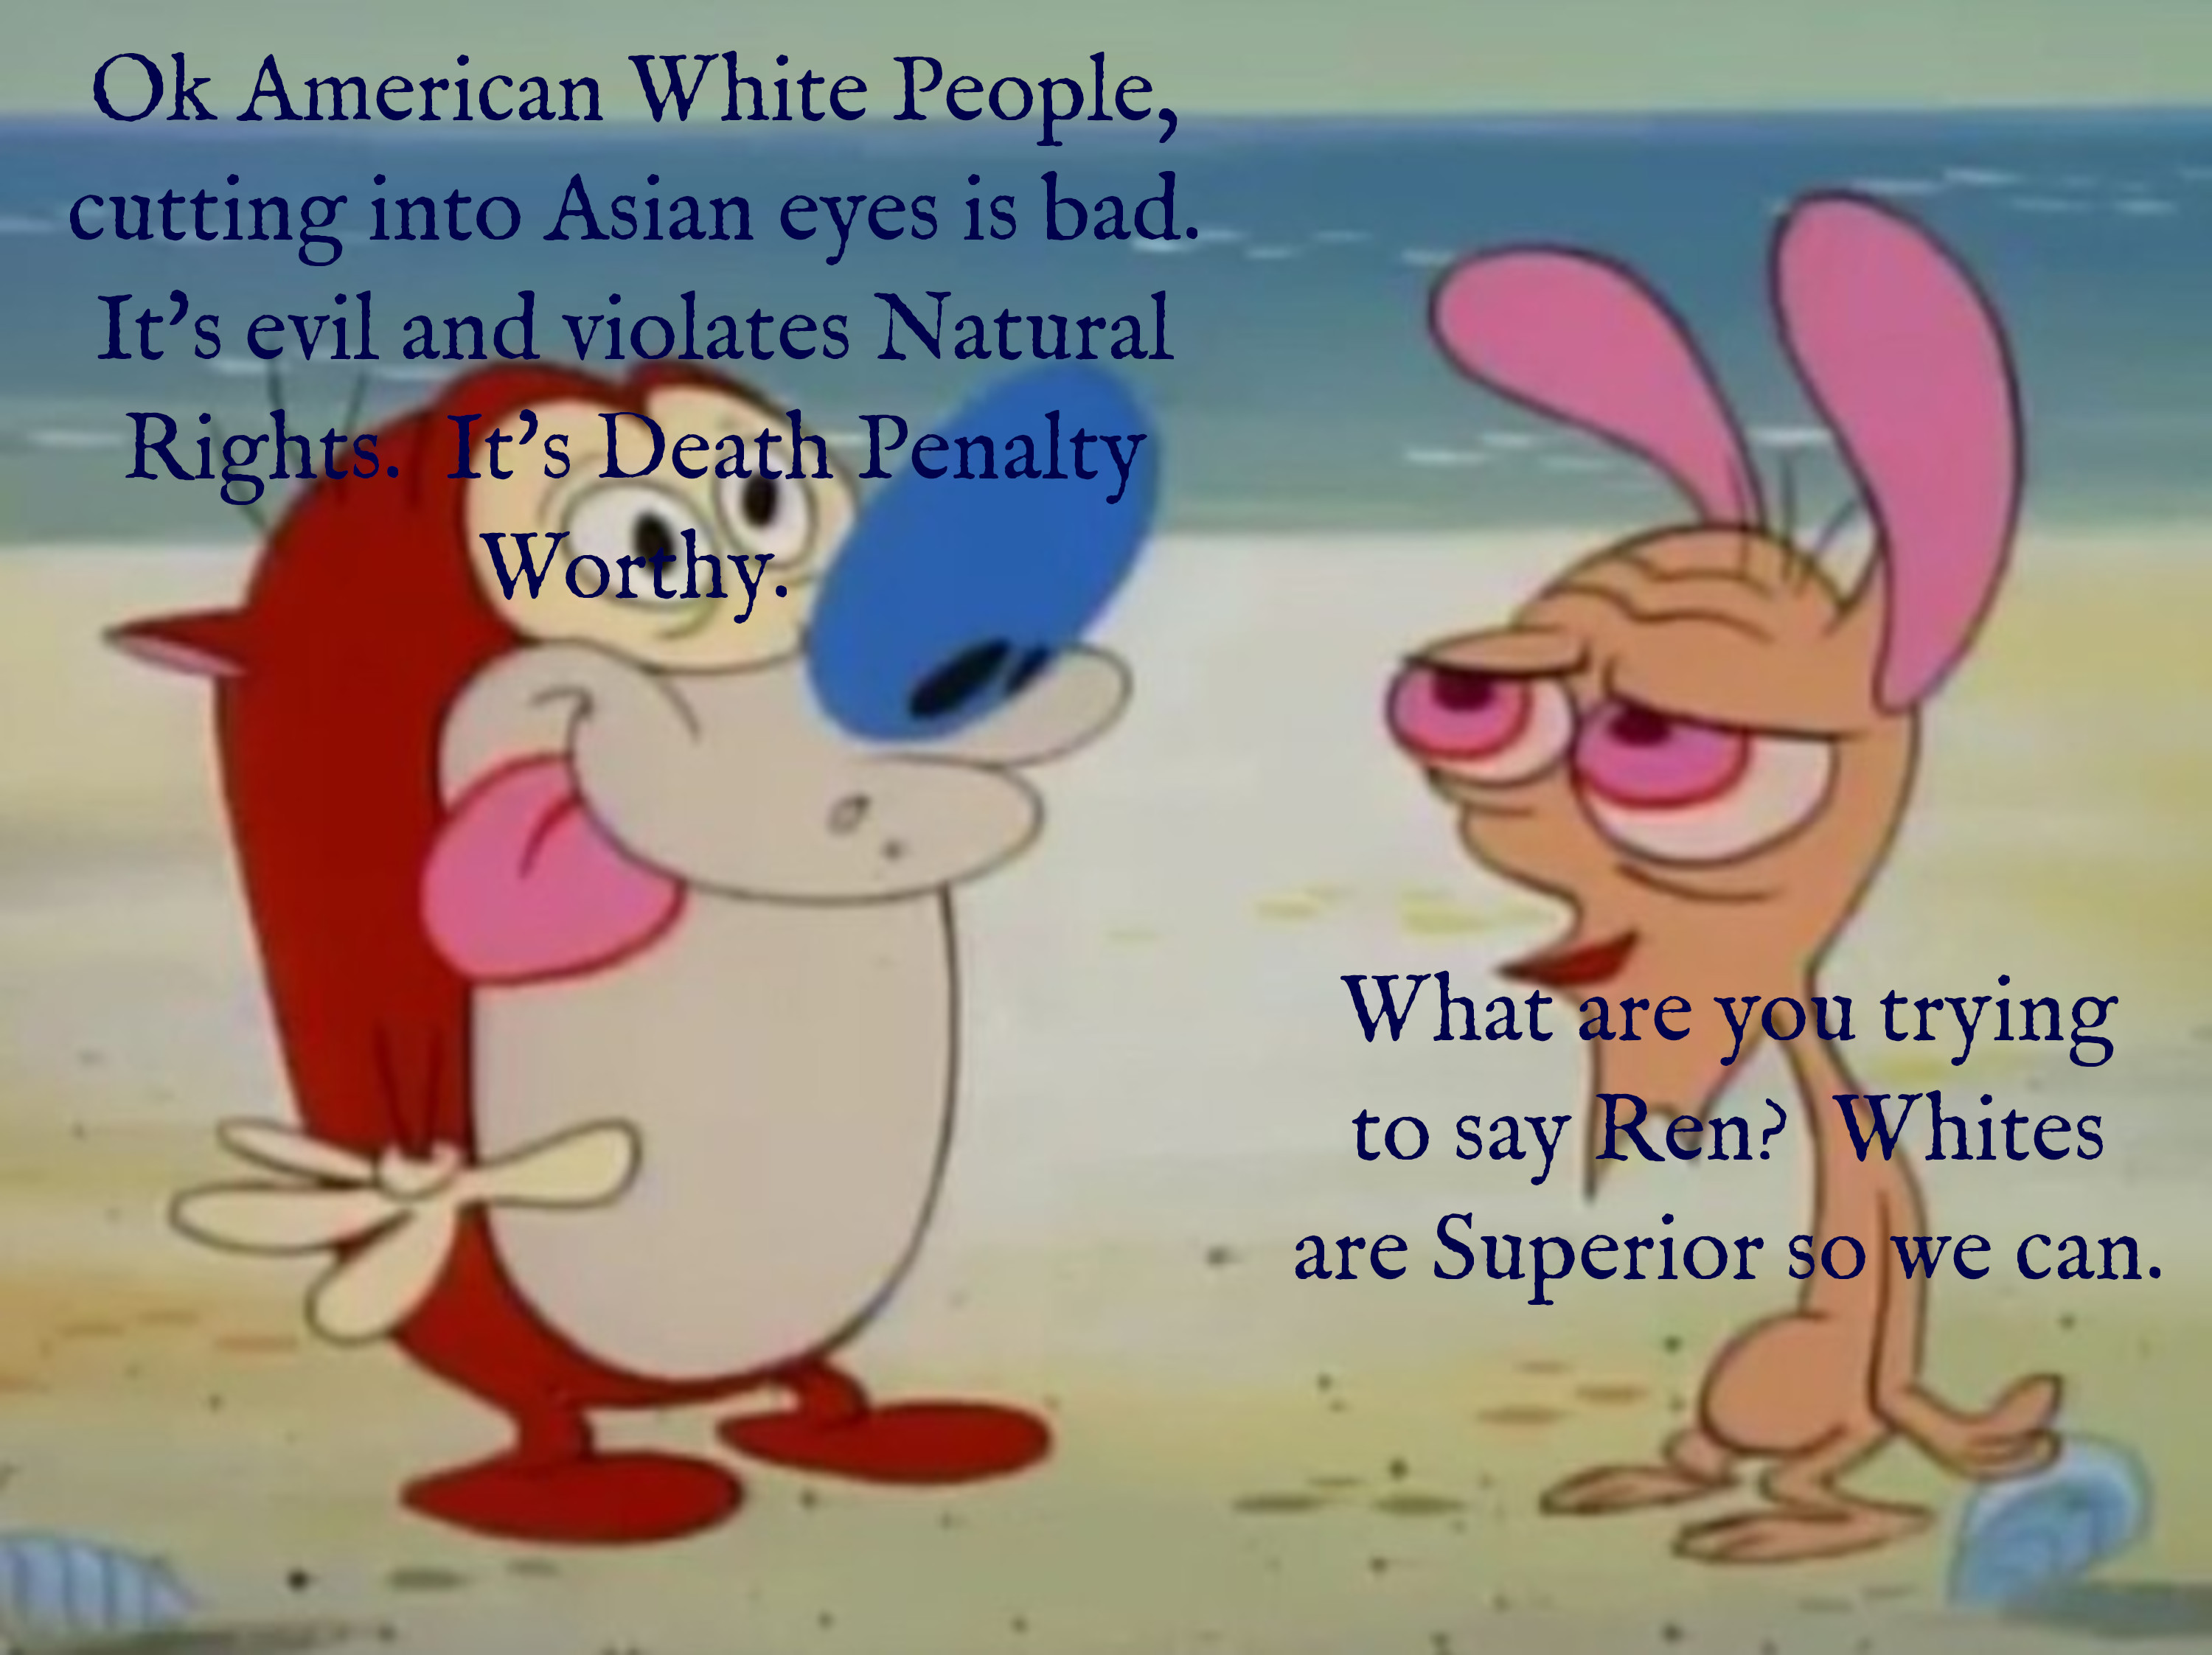 Ok American White People,
cutting into Asian eyes is bad.
It's evil and violates Natural
Rights.  It's Death Penalty
Worthy.
What are you trying
to say Ren?  Whites
are Superior so we can.